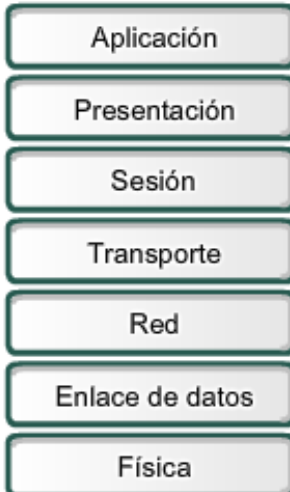 Aplicación
Presentación
Sesión
Transporte
Red
Enlace de datos
Física